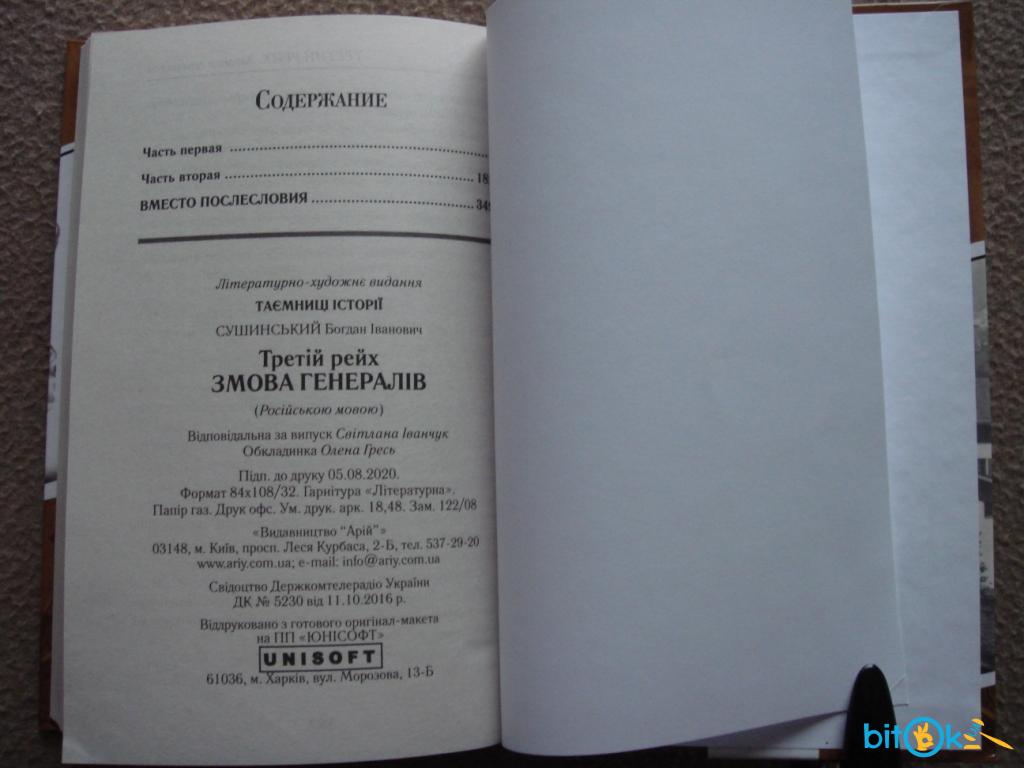 СОДЕРЖАНИЕ
Часть первая
Часть вторая
ВМЕСТО ПОСЛЕСЛОВИЯ
Літературно-художнє видання
ТАЄМНИЦІ ІСТОРІЇ
СУШИНСЬКИЙ Богдан Іванович
Третій рейх
ЗМОВА ГЕНЕРАЛІВ
(Російською мовою)
Відповідальна за випуск Світлана Іванчук
Обкладинка Олена Гресь
Підп. до друку 05.08.2020.
Формат 84х108/32. Гарнітура «Літературна».
Папір газ. Друк офс. Ум. друк. арк. 18,48. Зам. 122/08
«Видавництво “Арій”»
03148, м. Київ, просп. Леся Курбаса, 2-Б, тел. 537-29-20
www.ariy.com.ua; e-mail: info@ariy.com.ua
Свідоцтво Держкомтелерадіо України
ДК № 5230 від 11.10.2016 р.
Віддруковано з готового оригінал-макета
на ПП «ЮНІСОФТ»
UNISOFT
61036, м. Харків, вул. Морозова, 13-Б
bitOk